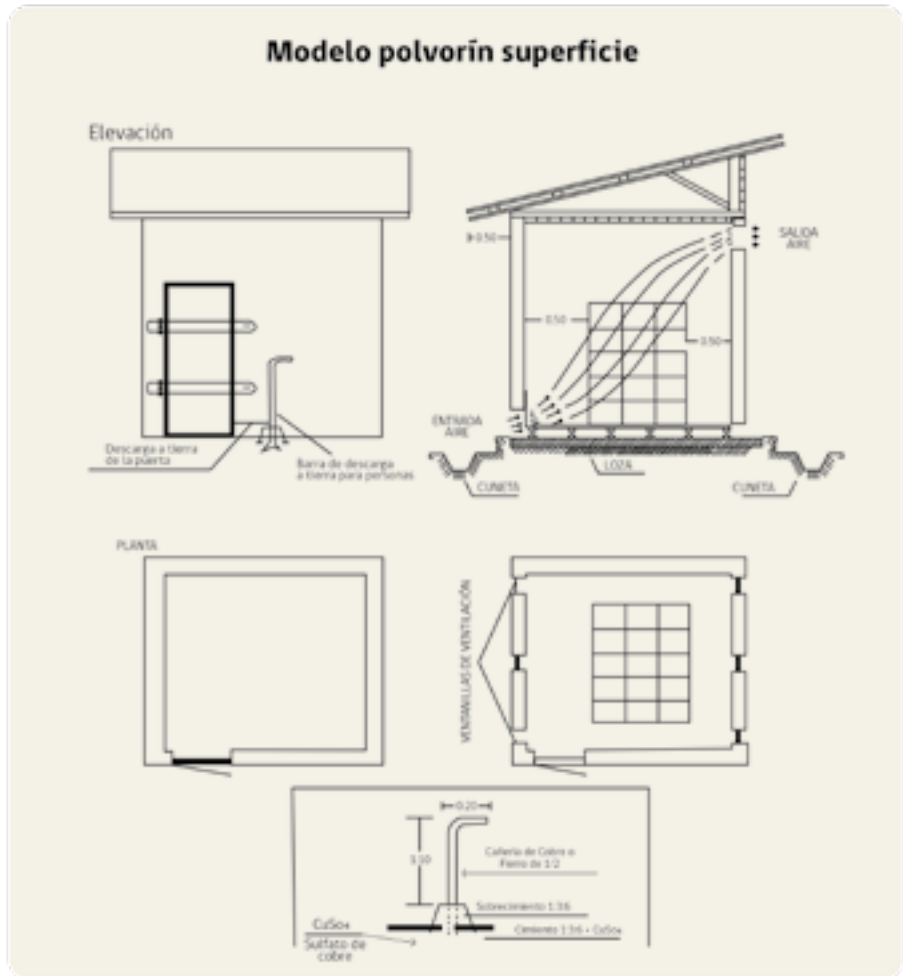 Modelo polvorín superficie
Elevación
0.50
SALIDA
AIRE
0.50
0.50
ENTRADA
AIRE
Descarga a tierra
de la puerta
Barra de descarga
a tierra para personas
LOZA
CUNETA
CUNETA
PLANTA
VENTANILLAS DE VENTILACIÓN
0.20
1.10
Cañería de Cobre o
Fierro de 1/2
Sobrecimiento 1:3:6
CuSo4
Sulfato de
cobre
Cimiento 1:3:6 + CuSo4